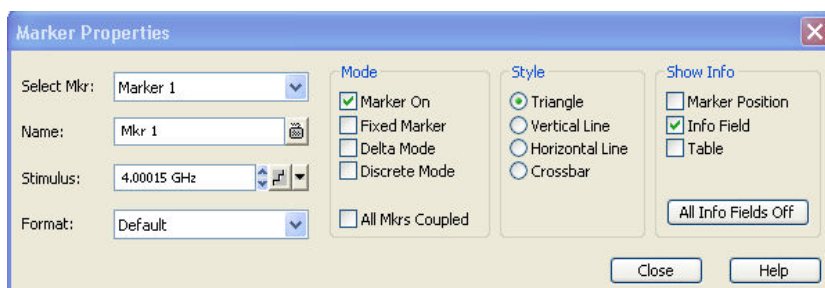 Marker Properties
Select Mkr: Marker 1
Name: Mkr 1
Stimulus: 4.00015 GHz
Format: Default
Mode
Marker On
Fixed Marker
Delta Mode
Discrete Mode
All Mkrs Coupled
Style
Triangle
Vertical Line
Horizontal Line
Crossbar
Show Info
Marker Position
Info Field
Table
All Info Fields Off
Close
Help